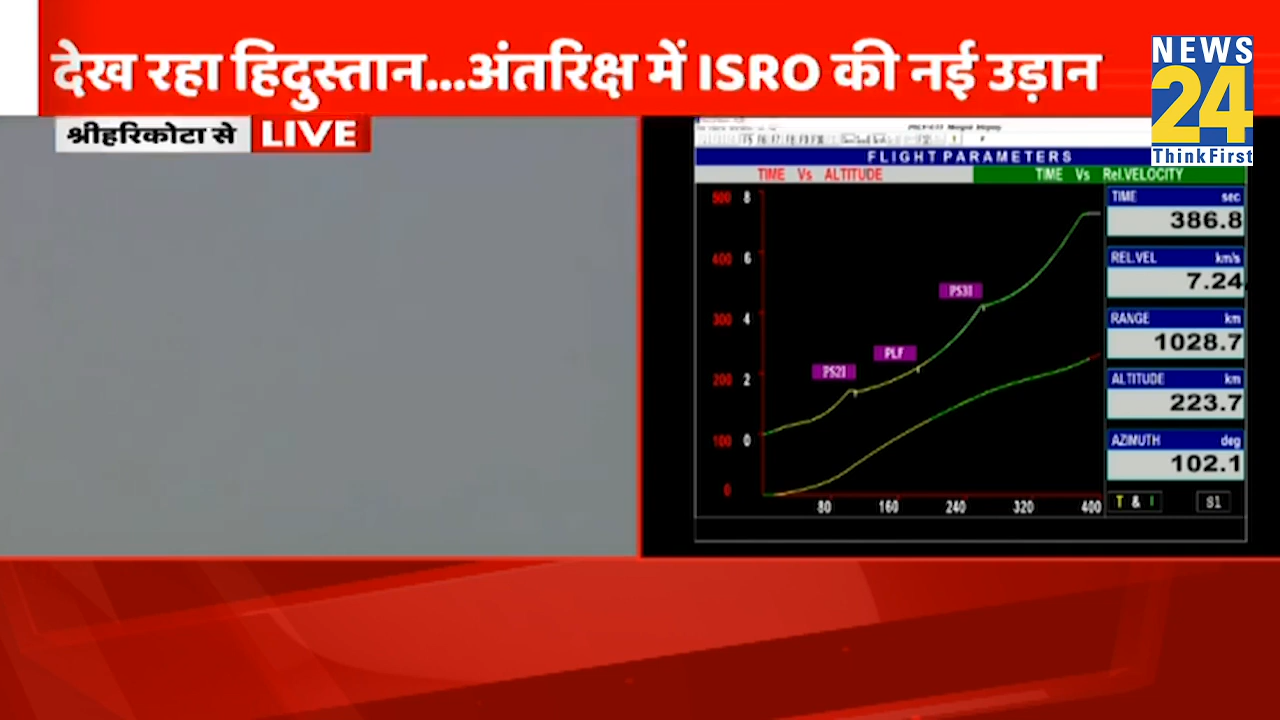 देख रहा हिंदुस्तान...अंतरिक्ष में ISRO की नई उड़ान
NEWS
24
ThinkFirst
श्रीहरिकोटा से LIVE
FLIGHT PARAMETERS
TIME Vs ALTITUDE
TIME Vs Rel.VELOCITY
500 8
400 6
300 4
200 2
100 0
0
80 160 240 320 400
PS2I
PLF
PS3I
TIME sec
386.8
REL.VEL km/s
7.24
RANGE km
1028.7
ALTITUDE km
223.7
AZIMUTH deg
102.1
T & I
S1